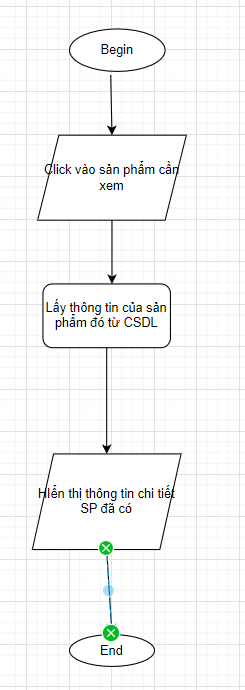 Begin
Click vào sản phẩm cần
xem
Lấy thông tin của sản
phẩm đó từ CSDL
Hiển thị thông tin chi tiết
SP đã có
End